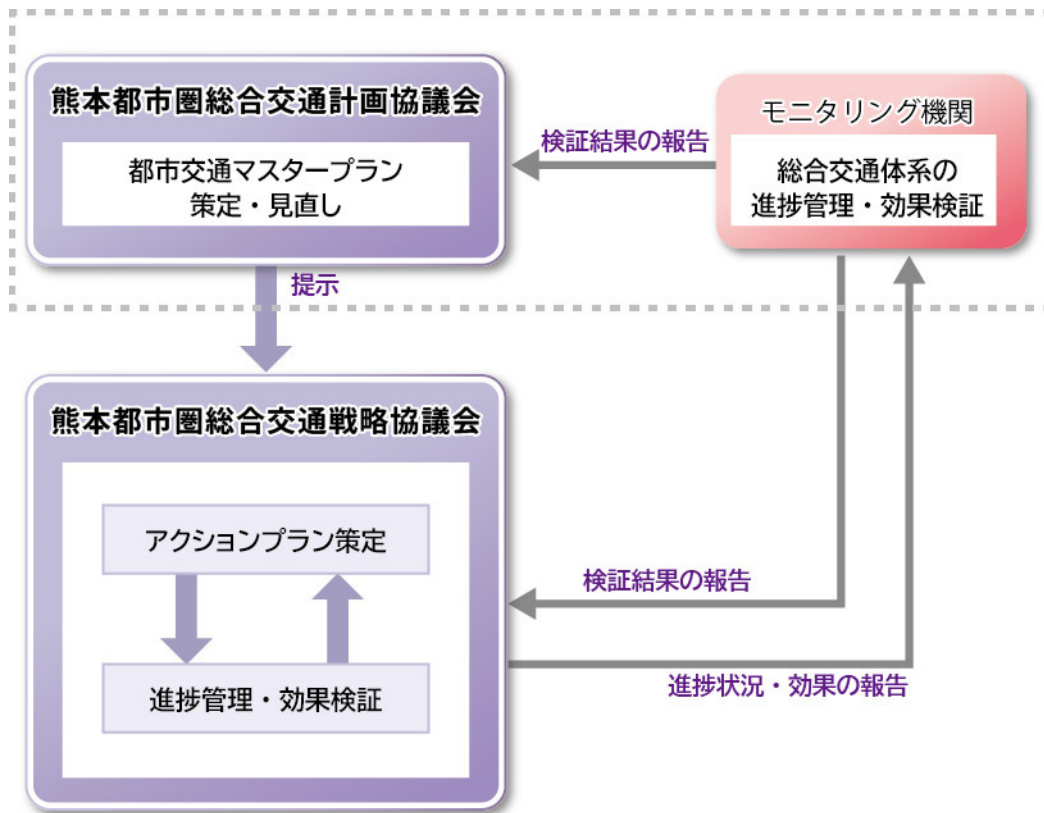 熊本都市圏総合交通計画協議会
都市交通マスタープラン
策定・見直し
検証結果の報告
モニタリング機関
総合交通体系の
進捗管理・効果検証
提示
熊本都市圏総合交通戦略協議会
アクションプラン策定
進捗管理・効果検証
検証結果の報告
進捗状況・効果の報告